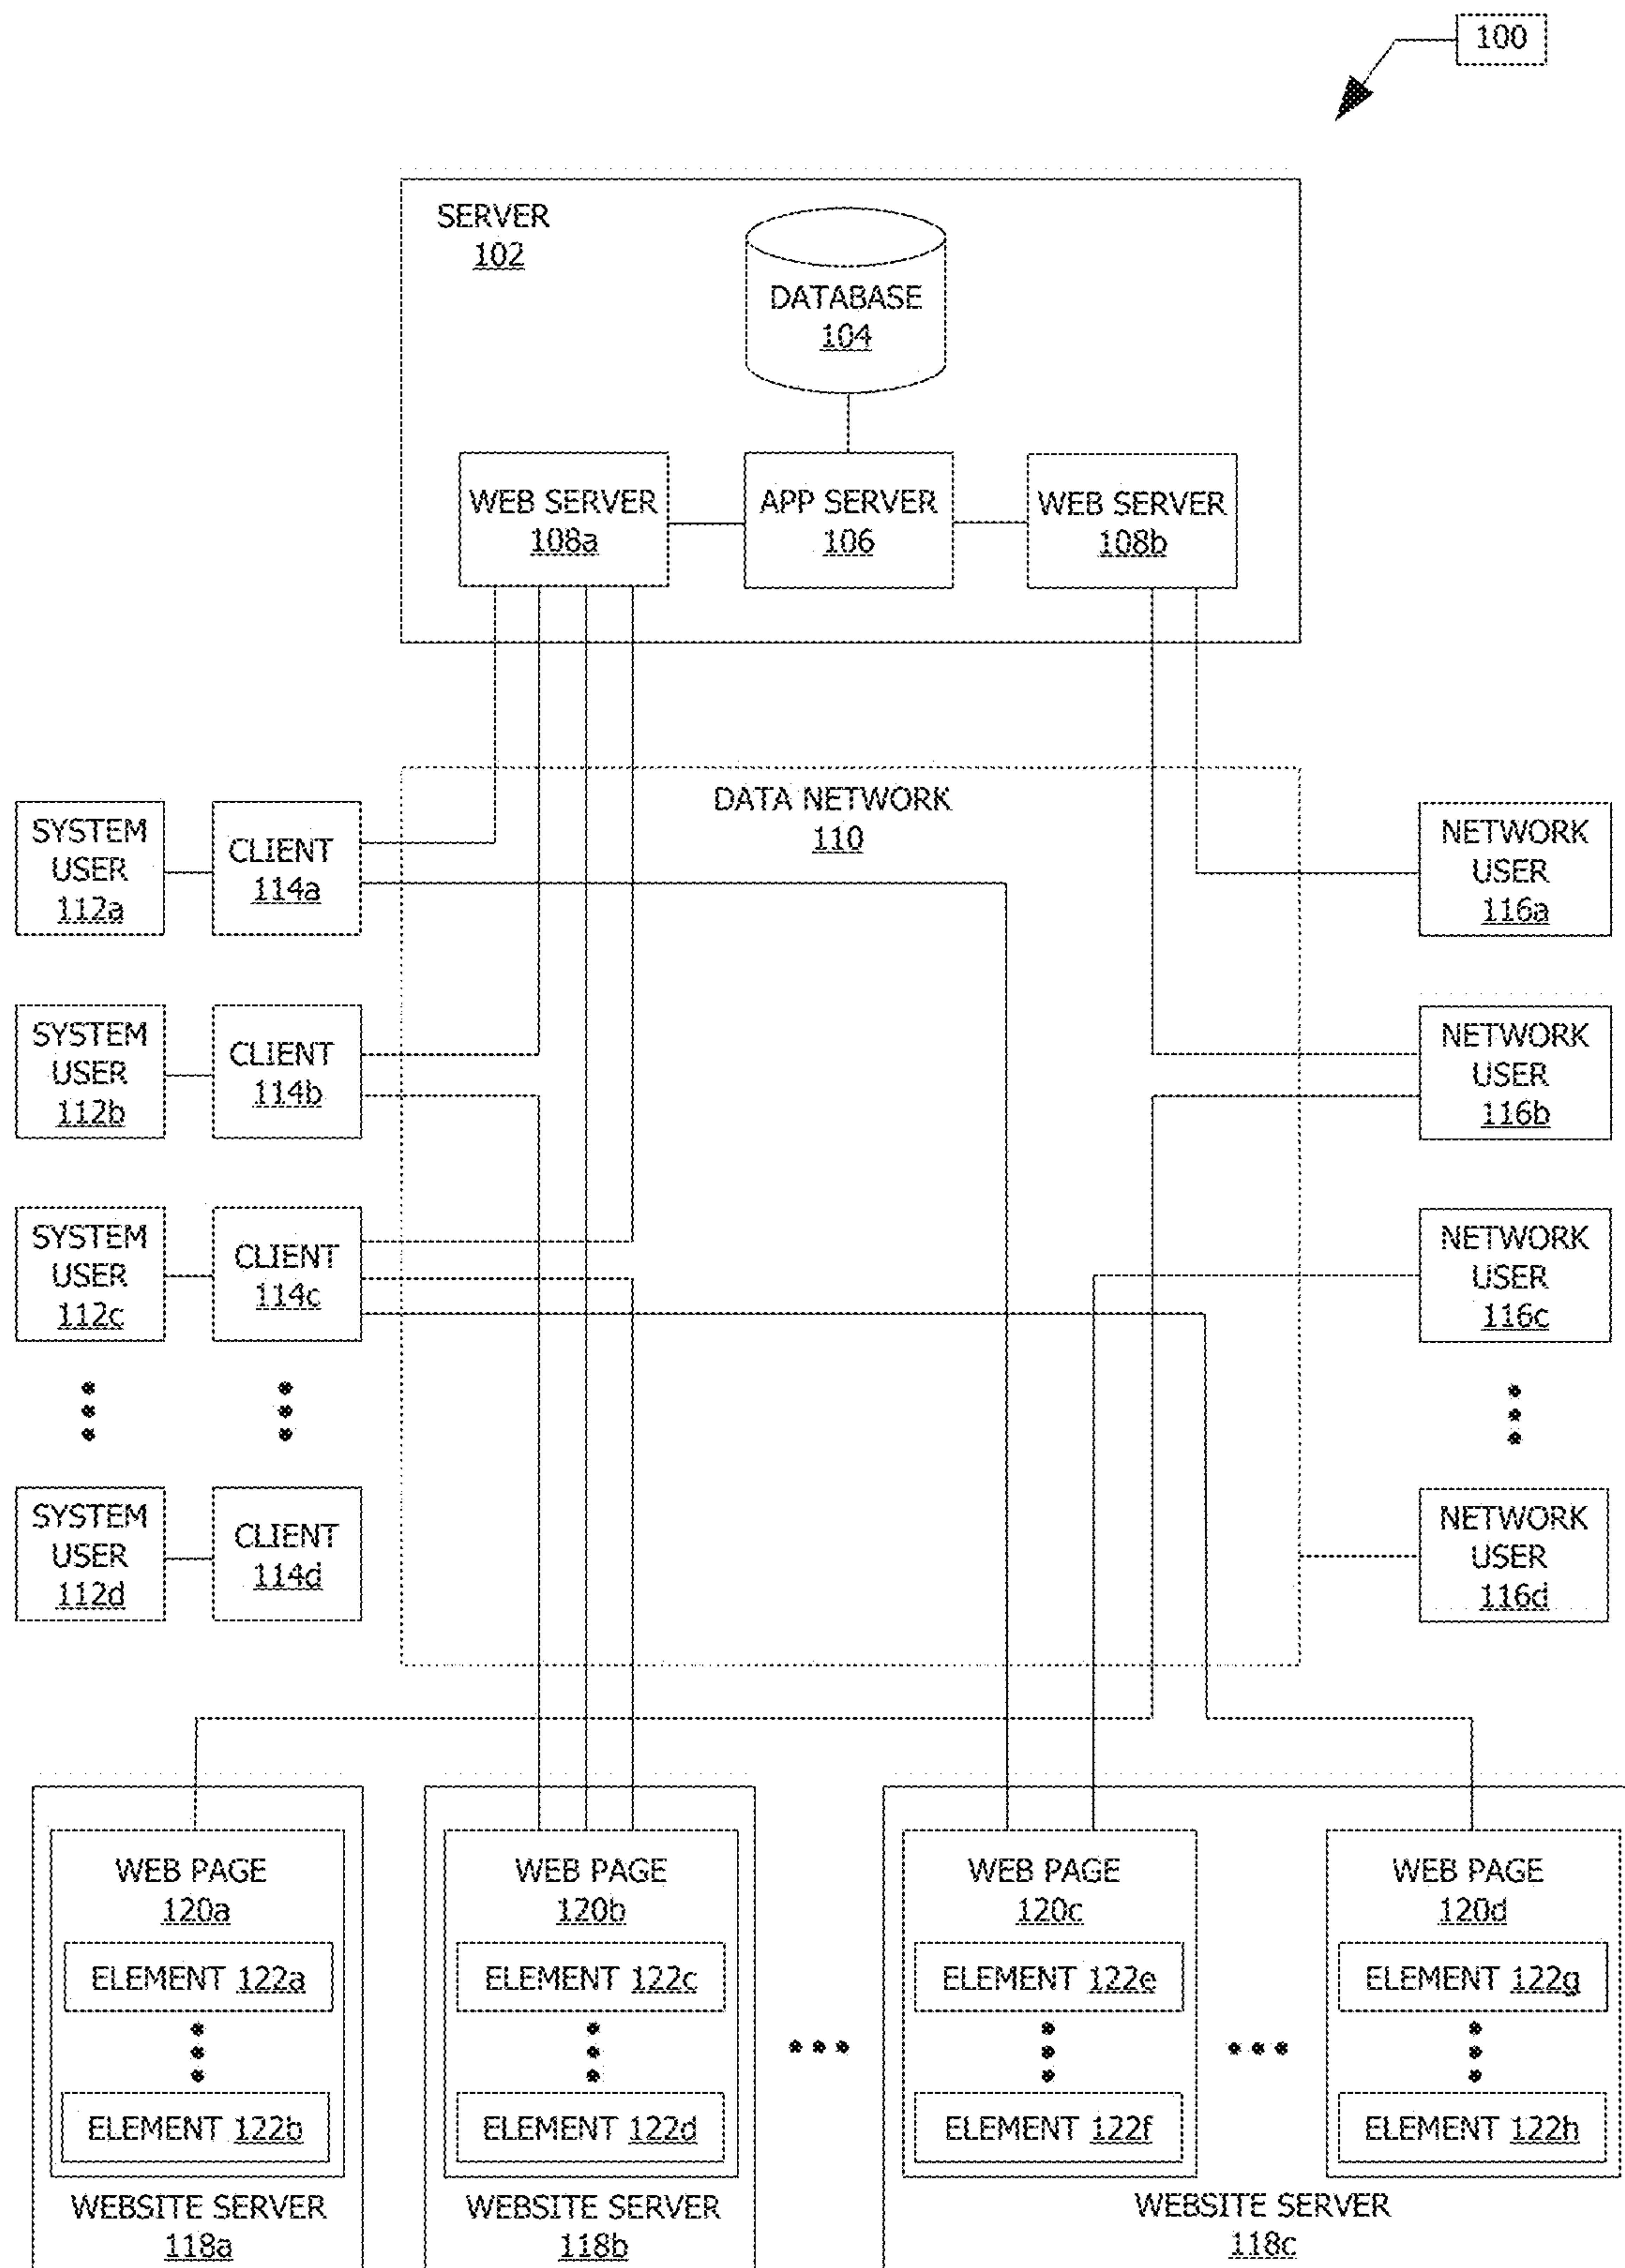 100
SERVER
102
DATABASE
104
WEB SERVER
108a
APP SERVER
106
WEB SERVER
108b
DATA NETWORK
110
SYSTEM
USER
112a
CLIENT
114a
NETWORK
USER
116a
SYSTEM
USER
112b
CLIENT
114b
NETWORK
USER
116b
SYSTEM
USER
112c
CLIENT
114c
NETWORK
USER
116c
SYSTEM
USER
112d
CLIENT
114d
NETWORK
USER
116d
WEB PAGE
120a
ELEMENT 122a
ELEMENT 122b
WEBSITE SERVER
118a
WEB PAGE
120b
ELEMENT 122c
ELEMENT 122d
WEBSITE SERVER
118b
WEB PAGE
120c
ELEMENT 122e
ELEMENT 122f
WEB PAGE
120d
ELEMENT 122g
ELEMENT 122h
WEBSITE SERVER
118c